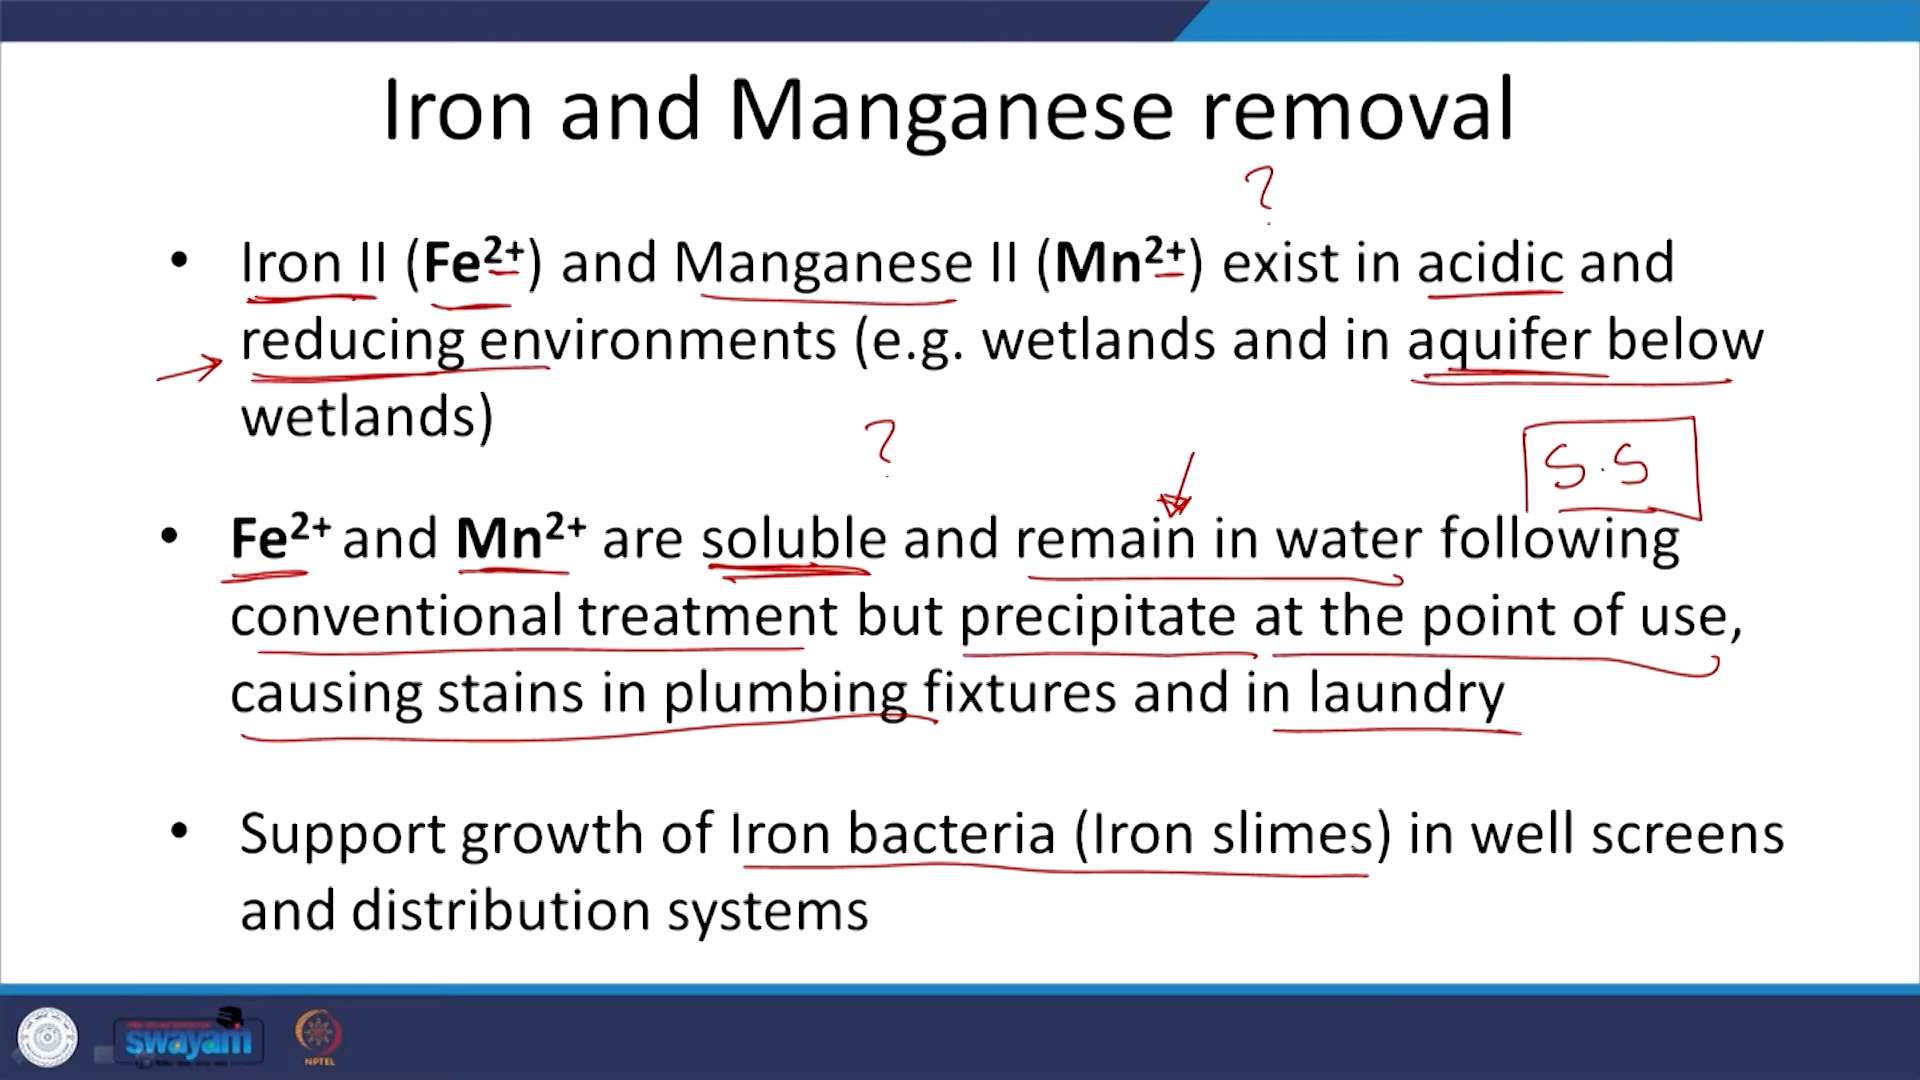 Iron and Manganese removal
?
• Iron II (Fe²⁺) and Manganese II (Mn²⁺) exist in acidic and
reducing environments (e.g. wetlands and in aquifer below
wetlands)
?
S.S
• Fe²⁺ and Mn²⁺ are soluble and remain in water following
conventional treatment but precipitate at the point of use,
causing stains in plumbing fixtures and in laundry
• Support growth of Iron bacteria (Iron slimes) in well screens
and distribution systems
swayam
NPTEL